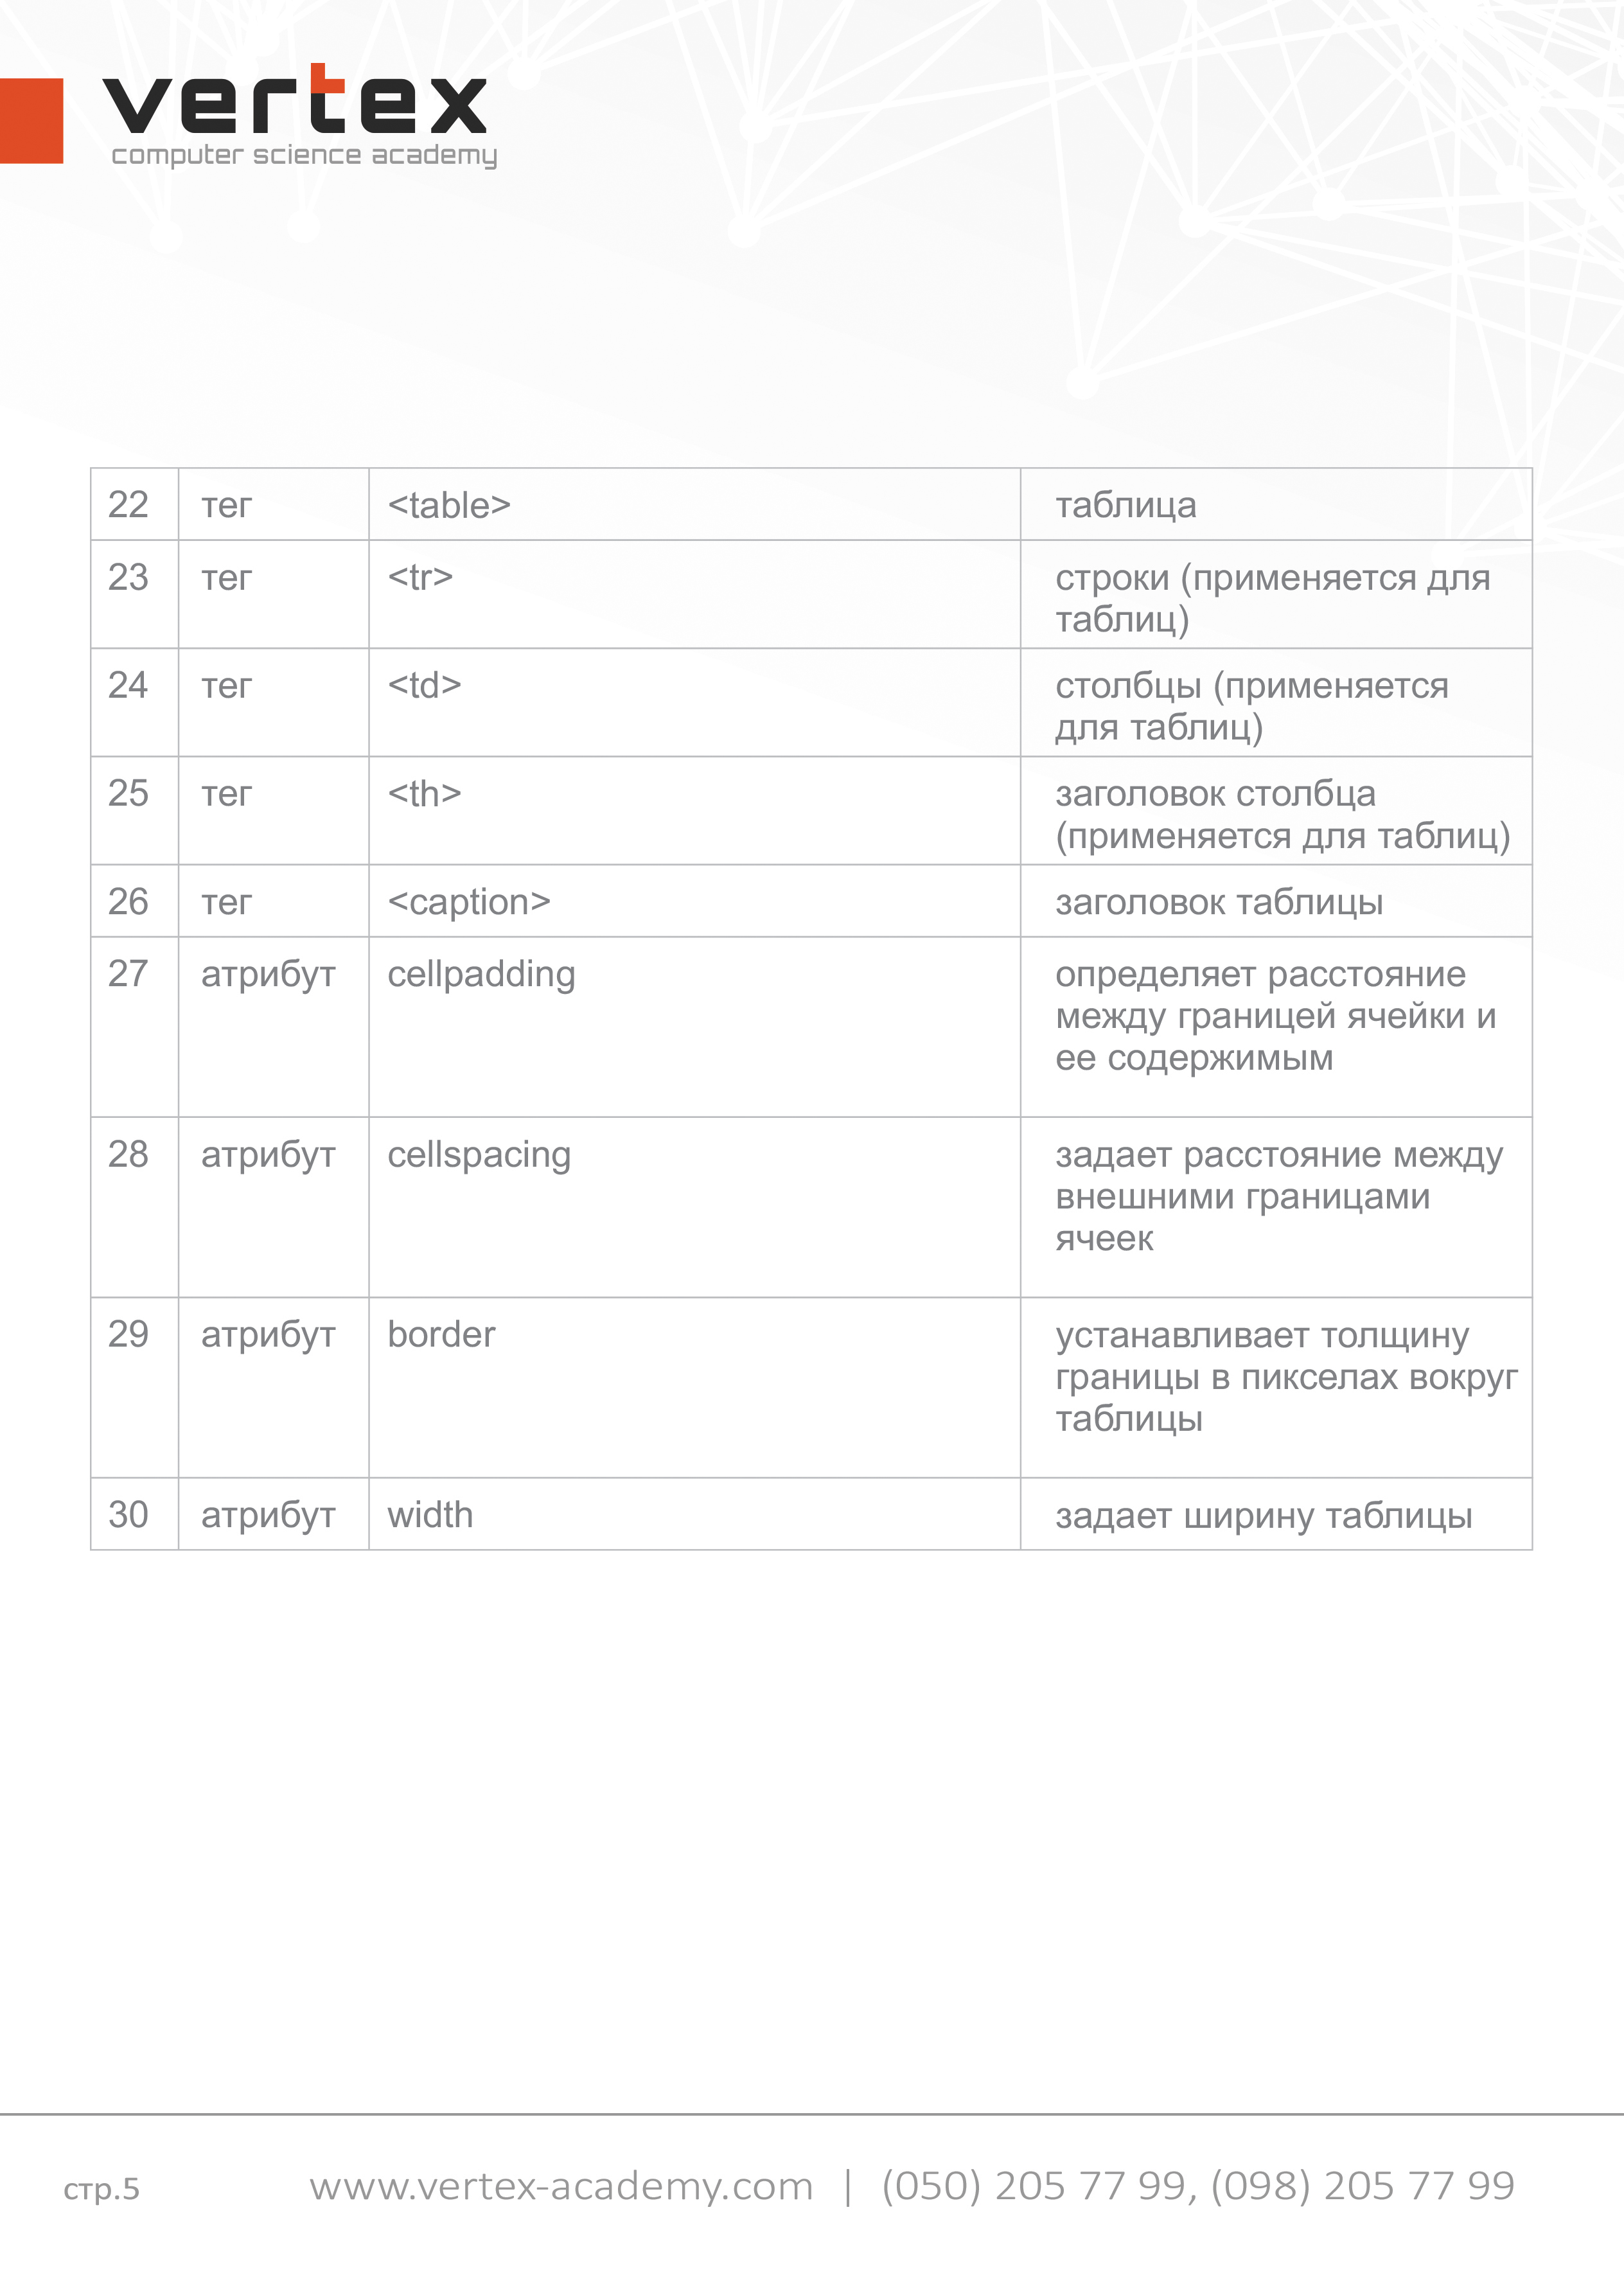 vertex
computer science academy
22 тег <table> таблица
23 тег <tr> строки (применяется для
таблиц)
24 тег <td> столбцы (применяется
для таблиц)
25 тег <th> заголовок столбца
(применяется для таблиц)
26 тег <caption> заголовок таблицы
27 атрибут cellpadding определяет расстояние
между границей ячейки и
ее содержимым
28 атрибут cellspacing задает расстояние между
внешними границами
ячеек
29 атрибут border устанавливает толщину
границы в пикселах вокруг
таблицы
30 атрибут width задает ширину таблицы
стр.5 www.vertex-academy.com | (050) 205 77 99, (098) 205 77 99